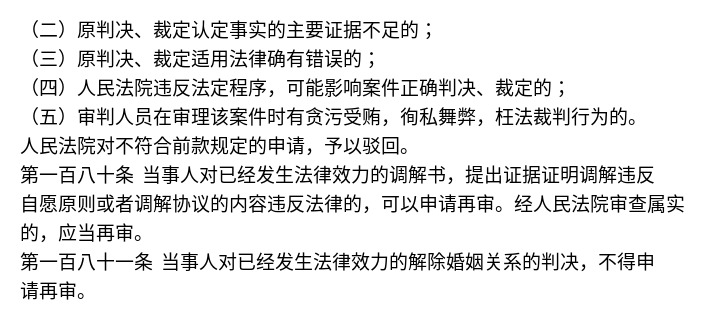 （二）原判决、裁定认定事实的主要证据不足的；
（三）原判决、裁定适用法律确有错误的；
（四）人民法院违反法定程序，可能影响案件正确判决、裁定的；
（五）审判人员在审理该案件时有贪污受贿，徇私舞弊，枉法裁判行为的。
人民法院对不符合前款规定的申请，予以驳回。
第一百八十条 当事人对已经发生法律效力的调解书，提出证据证明调解违反
自愿原则或者调解协议的内容违反法律的，可以申请再审。经人民法院审查属实
的，应当再审。
第一百八十一条 当事人对已经发生法律效力的解除婚姻关系的判决，不得申
请再审。